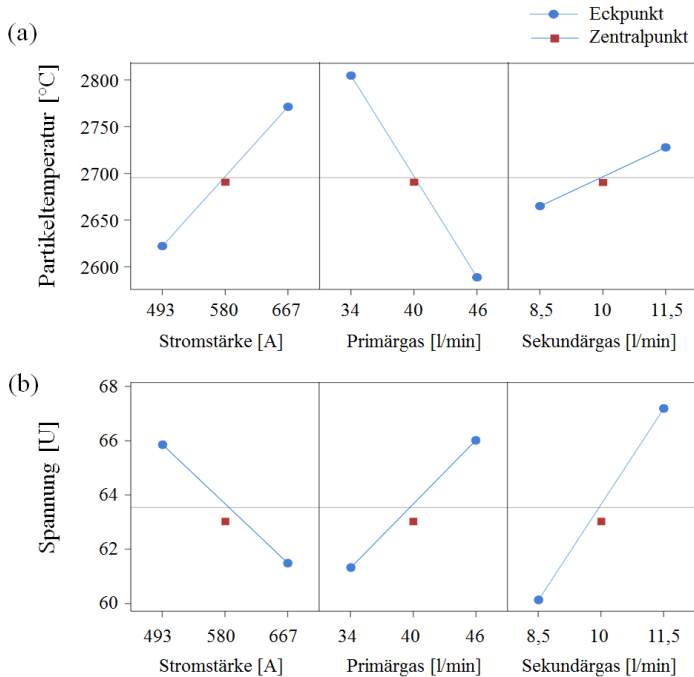 Eckpunkt
Zentralpunkt
(a)
Partikeltemperatur [°C]
2800
2750
2700
2650
2600
493 580 667 34 40 46 8,5 10 11,5
Stromstärke [A] Primärgas [l/min] Sekundärgas [l/min]
(b)
Spannung [U]
68
66
64
62
60
493 580 667 34 40 46 8,5 10 11,5
Stromstärke [A] Primärgas [l/min] Sekundärgas [l/min]